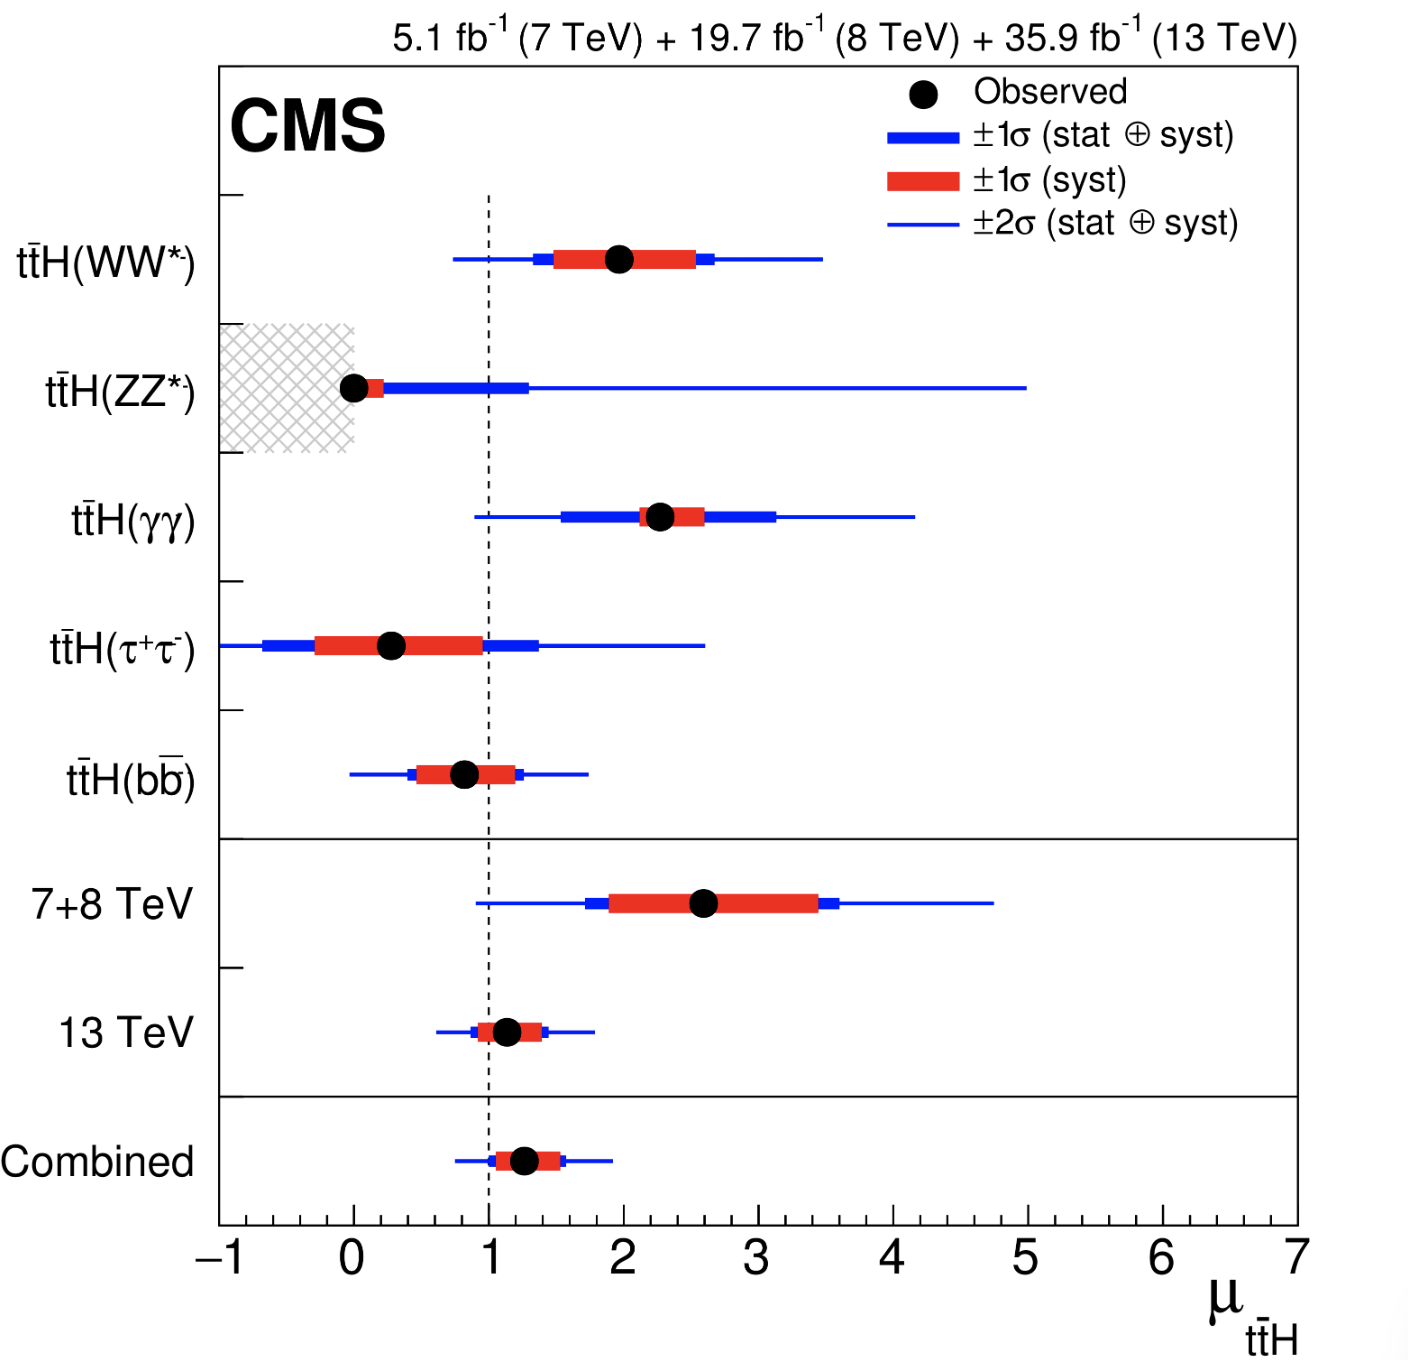 5.1 fb⁻¹ (7 TeV) + 19.7 fb⁻¹ (8 TeV) + 35.9 fb⁻¹ (13 TeV)
CMS
Observed
±1σ (stat ⊕ syst)
±1σ (syst)
±2σ (stat ⊕ syst)
tt̄H(WW*)
tt̄H(ZZ*)
tt̄H(γγ)
tt̄H(τ⁺τ⁻)
tt̄H(bb̄)
7+8 TeV
13 TeV
Combined
−1 0 1 2 3 4 5 6 7
μ
tt̄H